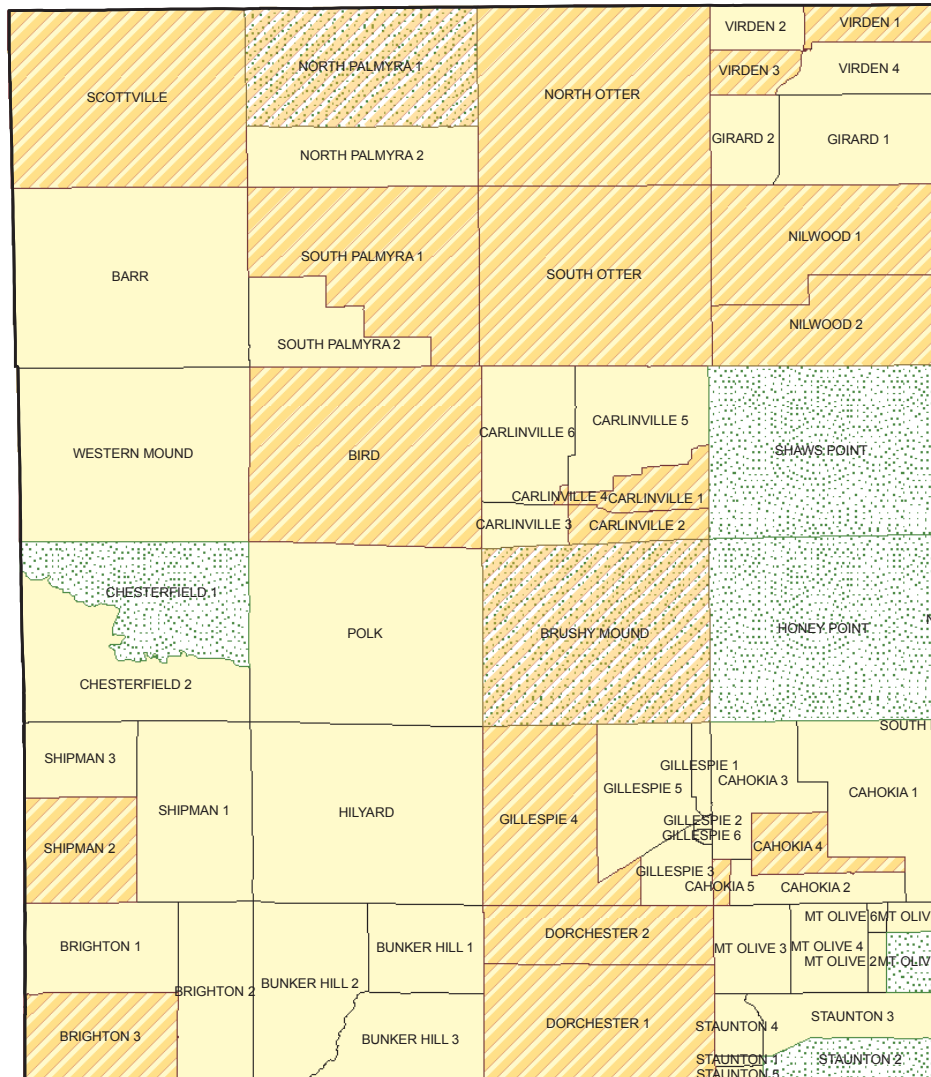 VIRDEN 2
VIRDEN 1
NORTH PALMYRA 1
VIRDEN 3
VIRDEN 4
SCOTTVILLE
NORTH OTTER
GIRARD 2
GIRARD 1
NORTH PALMYRA 2
NILWOOD 1
SOUTH PALMYRA 1
BARR
SOUTH OTTER
NILWOOD 2
SOUTH PALMYRA 2
CARLINVILLE 5
CARLINVILLE 6
WESTERN MOUND
BIRD
SHAWS POINT
CARLINVILLE 4
CARLINVILLE 1
CARLINVILLE 3
CARLINVILLE 2
CHESTERFIELD 1
POLK
BRUSHY MOUND
HONEY POINT
CHESTERFIELD 2
SOUTH
SHIPMAN 3
GILLESPIE 1
GILLESPIE 5
CAHOKIA 3
CAHOKIA 1
SHIPMAN 1
HILYARD
GILLESPIE 4
GILLESPIE 2
GILLESPIE 6
SHIPMAN 2
CAHOKIA 4
GILLESPIE 3
CAHOKIA 5
CAHOKIA 2
MT OLIVE 6
MT OLIV
BRIGHTON 1
BUNKER HILL 1
DORCHESTER 2
MT OLIVE 3
MT OLIVE 4
MT OLIVE 2
MT OLIV
BRIGHTON 2
BUNKER HILL 2
STAUNTON 3
BRIGHTON 3
BUNKER HILL 3
DORCHESTER 1
STAUNTON 4
STAUNTON 1
STAUNTON 2
STAUNTON 5